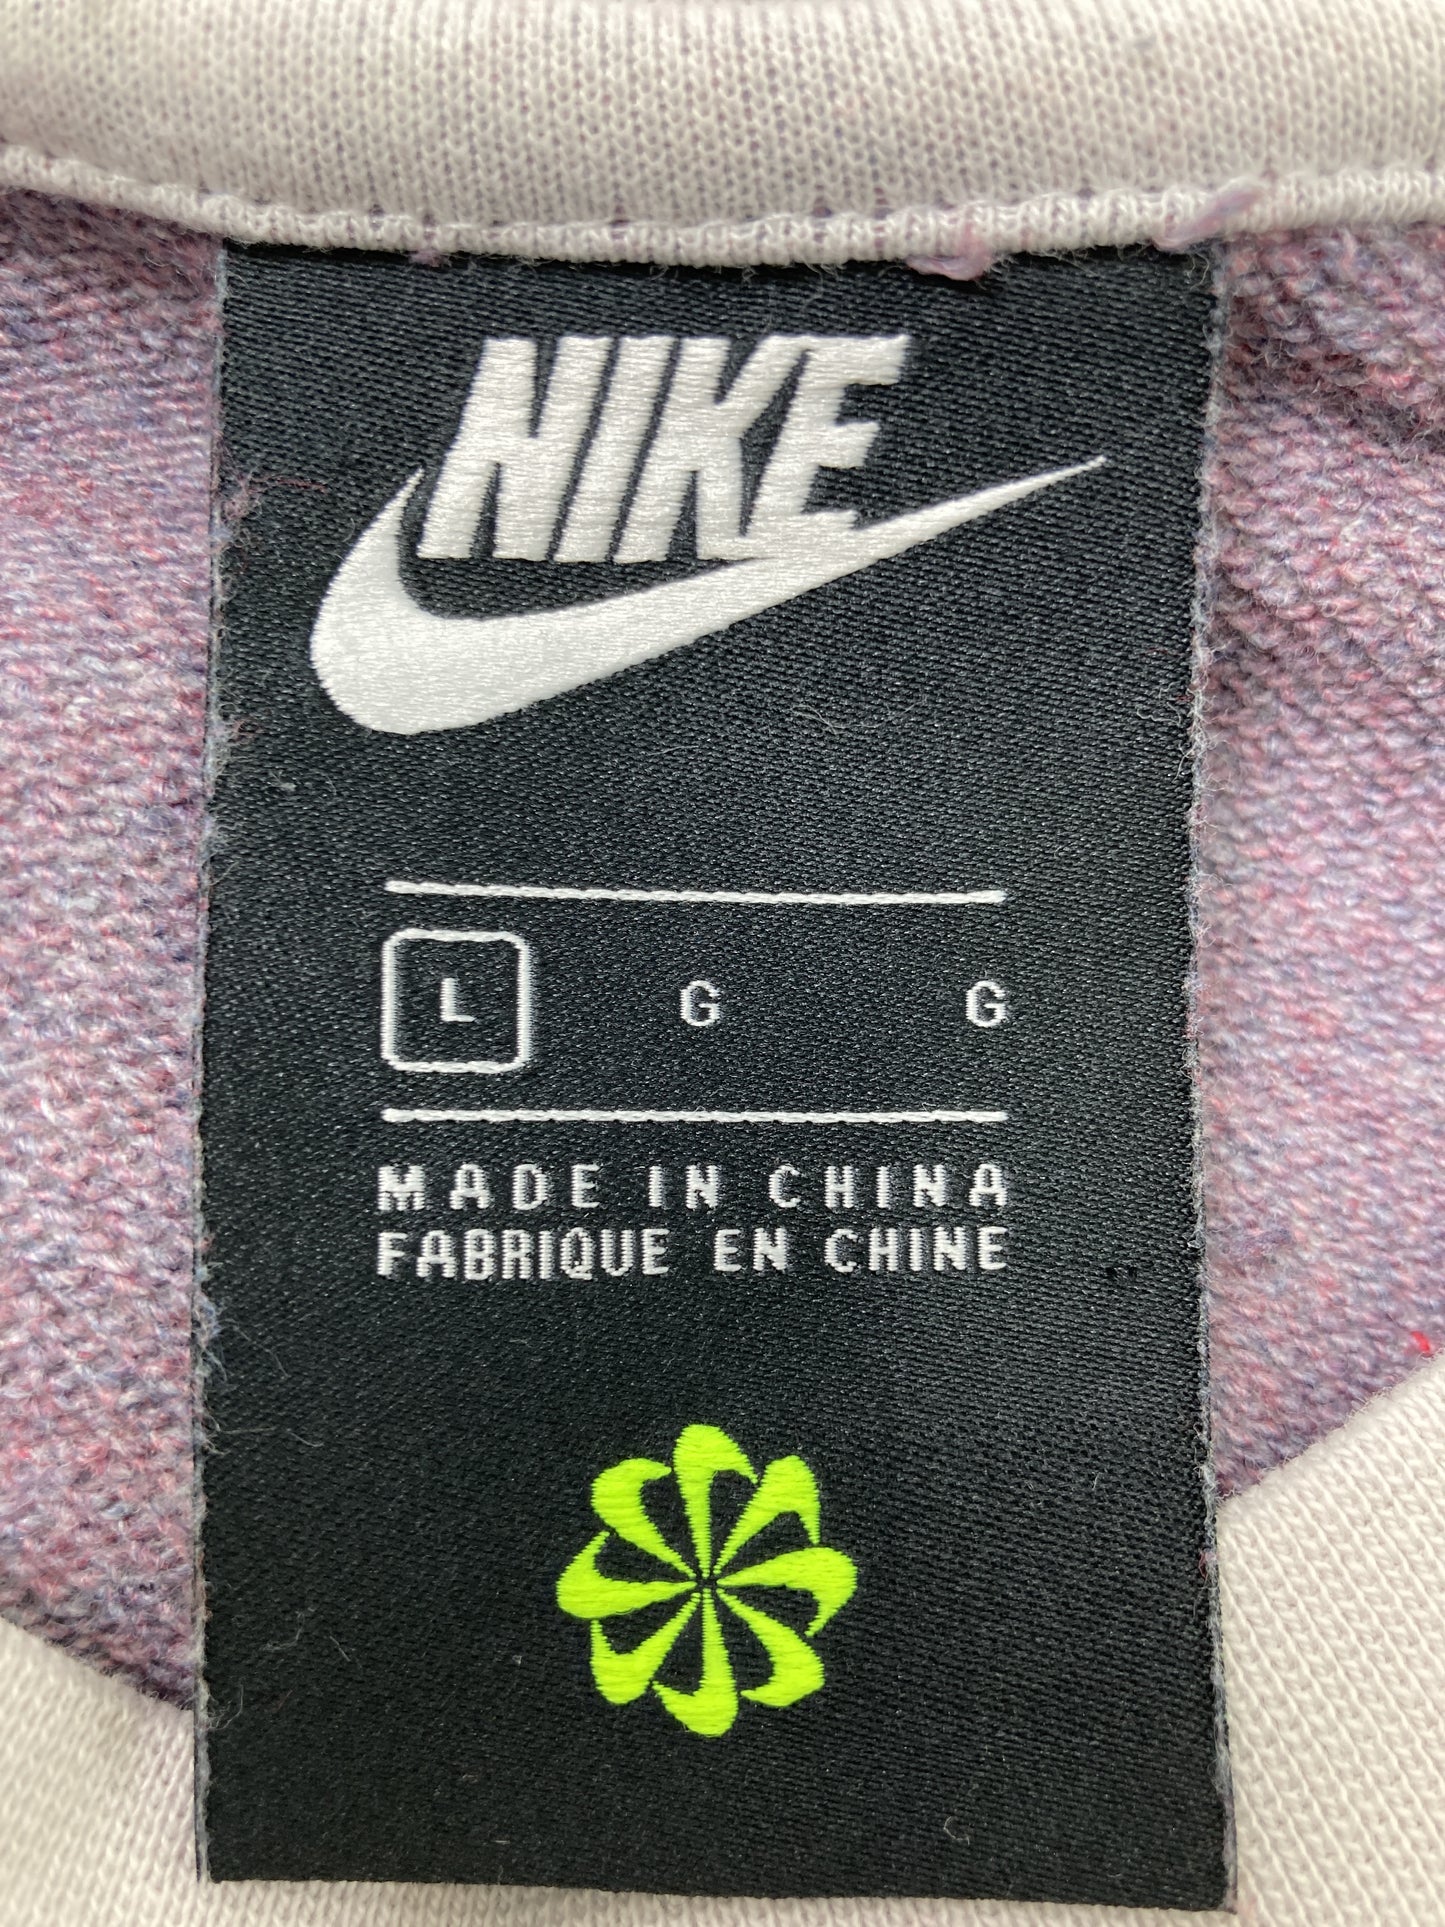 NIKE
L G G
MADE IN CHINA
FABRIQUE EN CHINE